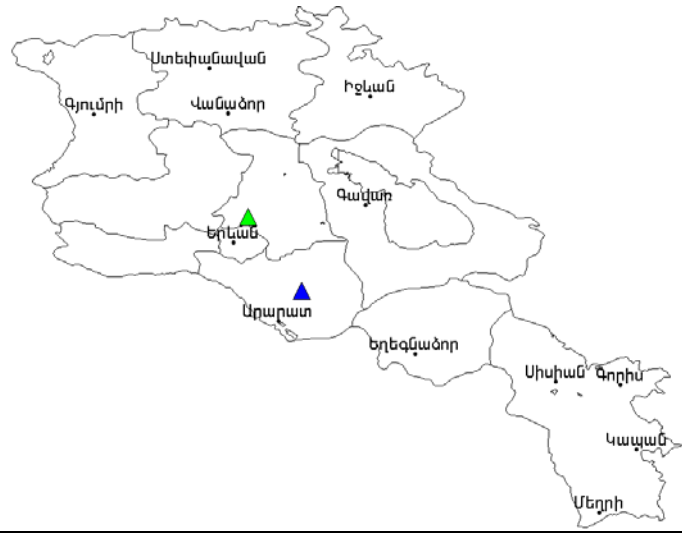 Ստեփանավան
Իջևան
Գյումրի
Վանաձոր
Գավառ
Երևան
Արարատ
Եղեգնաձոր
Սիսիան
Գորիս
Կապան
Մեղրի